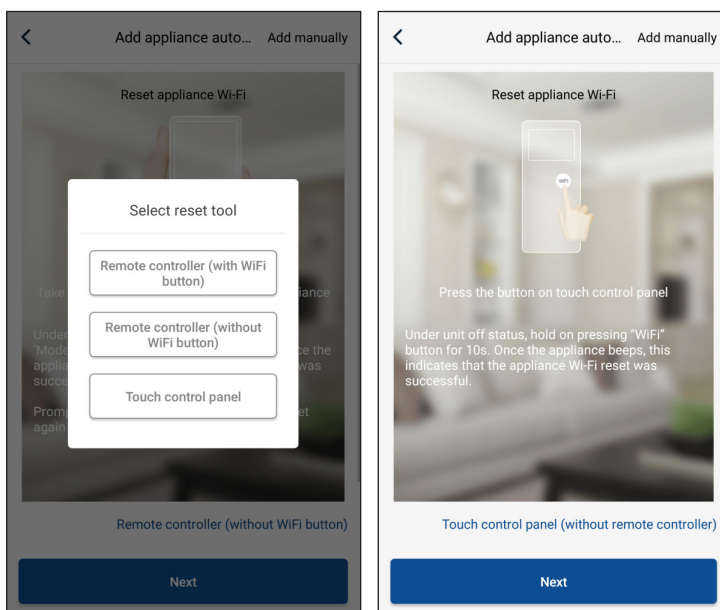 Add appliance auto... Add manually
Reset appliance Wi-Fi
Select reset tool
Remote controller (with WiFi
button)
Take
iance
Remote controller (without
WiFi button)
Under
'Mode
ce the
applia
was
succe
Touch control panel
Promp
et
again
Remote controller (without WiFi button)
Next
Add appliance auto... Add manually
Reset appliance Wi-Fi
WiFi
Press the button on touch control panel
Under unit off status, hold on pressing "WiFi"
button for 10s. Once the appliance beeps, this
indicates that the appliance Wi-Fi reset was
successful.
Touch control panel (without remote controller)
Next